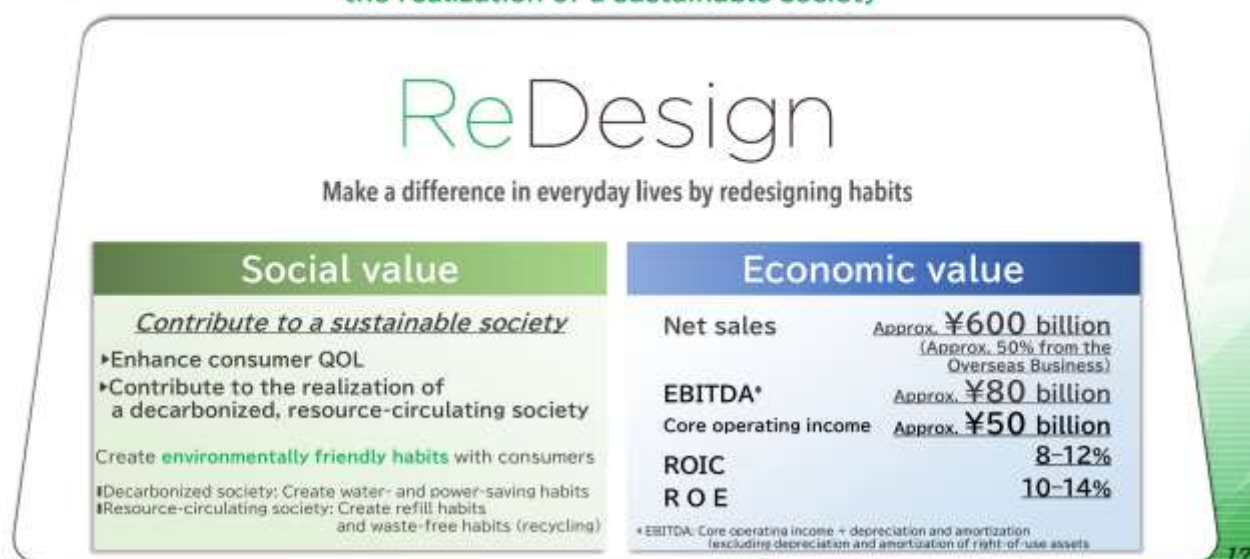 the realization of a sustainable society
ReDesign
Make a difference in everyday lives by redesigning habits
Social value
Contribute to a sustainable society
▸Enhance consumer QOL
▸Contribute to the realization of
a decarbonized, resource-circulating society
Create environmentally friendly habits with consumers
▮Decarbonized society: Create water- and power-saving habits
▮Resource-circulating society: Create refill habits
and waste-free habits (recycling)
Economic value
Net sales Approx. ¥600 billion
(Approx. 50% from the
Overseas Business)
EBITDA* Approx. ¥80 billion
Core operating income Approx. ¥50 billion
ROIC 8–12%
R O E 10–14%
* EBITDA: Core operating income + depreciation and amortization
(excluding depreciation and amortization of right-of-use assets